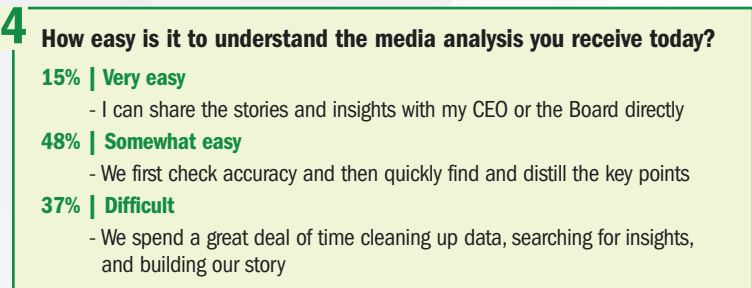 4
How easy is it to understand the media analysis you receive today?
15% | Very easy
- I can share the stories and insights with my CEO or the Board directly
48% | Somewhat easy
- We first check accuracy and then quickly find and distill the key points
37% | Difficult
- We spend a great deal of time cleaning up data, searching for insights,
and building our story